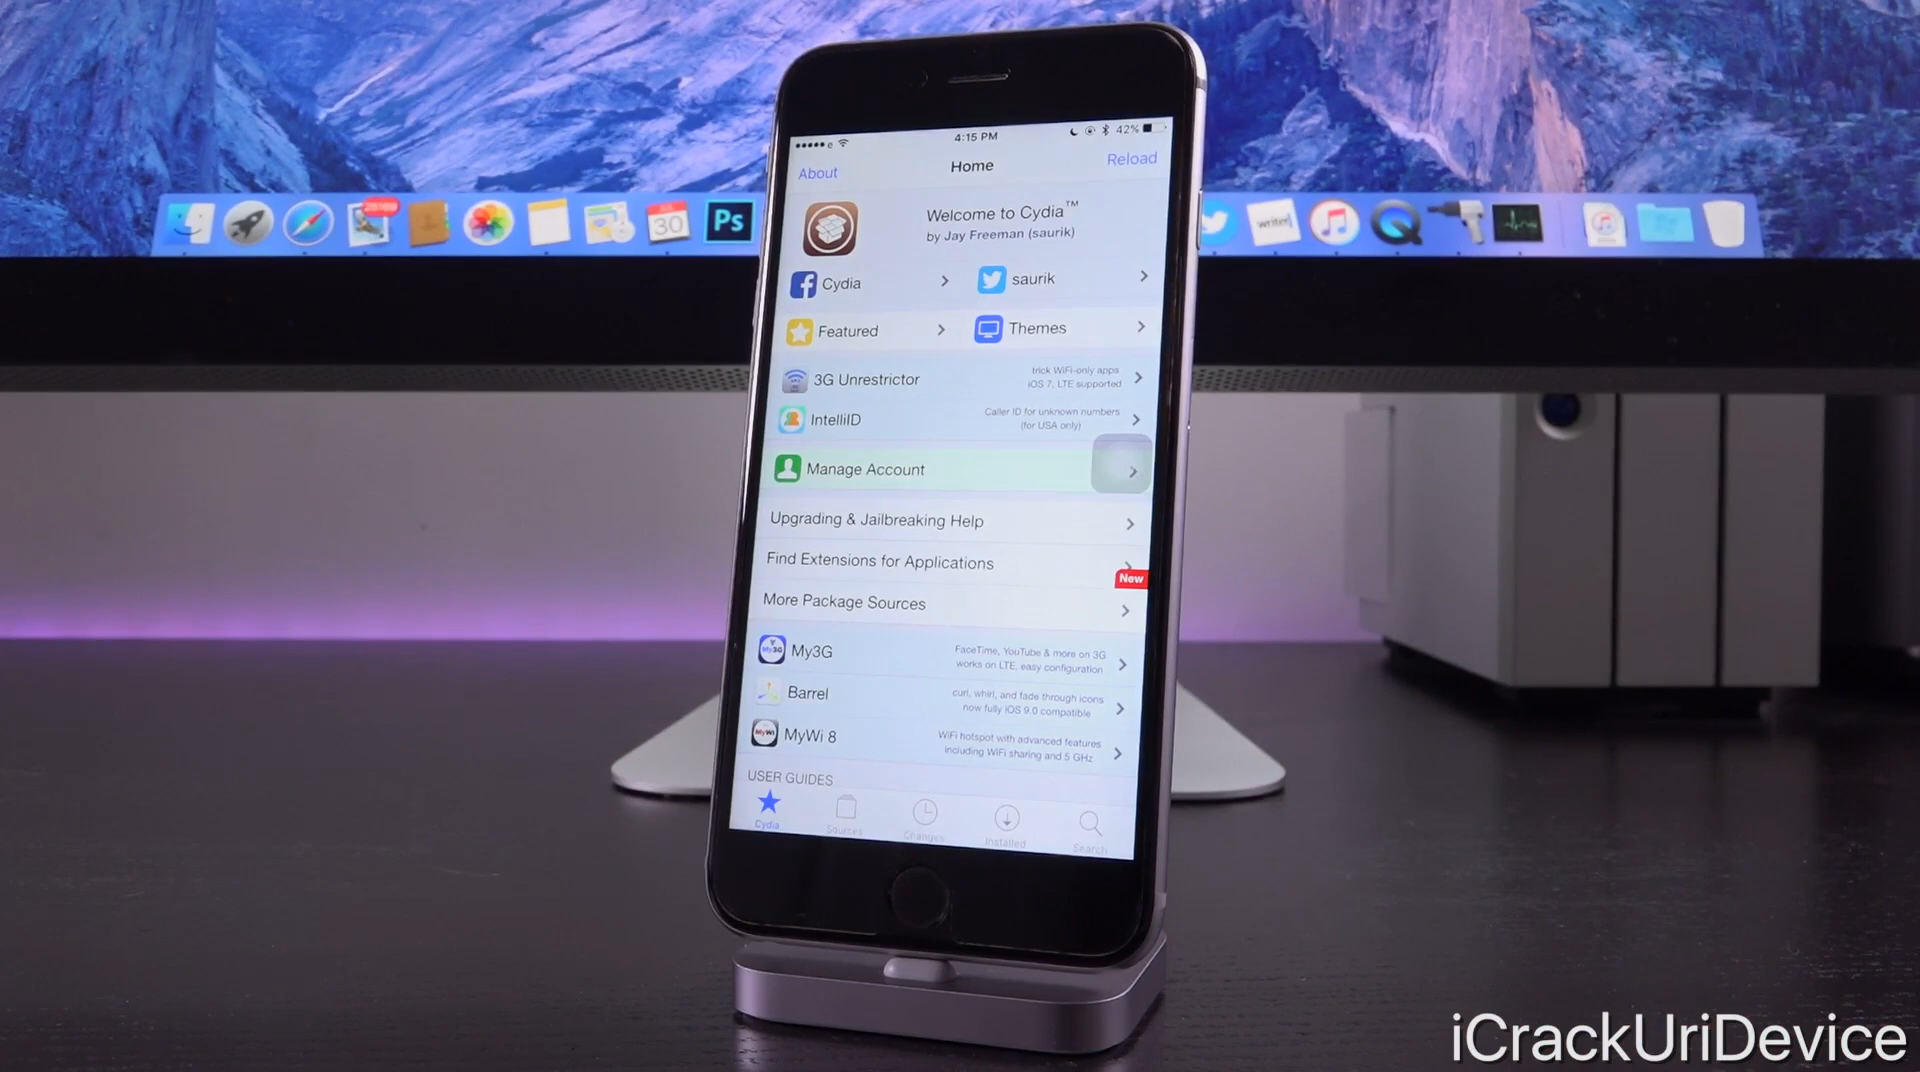 4:15 PM
42%
About
Home
Reload
Welcome to Cydia™
by Jay Freeman (saurik)
Cydia
saurik
Featured
Themes
3G Unrestrictor
trick WiFi-only apps
iOS 7, LTE supported
IntelliID
Caller ID for unknown numbers
(for USA only)
Manage Account
Upgrading & Jailbreaking Help
Find Extensions for Applications
New
More Package Sources
My3G
FaceTime, YouTube & more on 3G
works on LTE, easy configuration
Barrel
curl, whirl, and fade through icons
now fully iOS 9.0 compatible
MyWi
MyWi 8
WiFi hotspot with advanced features
including WiFi sharing and 5 GHz
USER GUIDES
Cydia
Sources
Changes
Installed
Search
30
Ps
writer
iCrackUriDevice